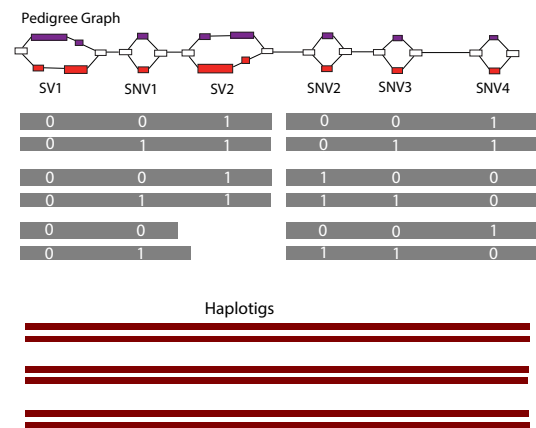 Pedigree Graph
SV1 SNV1 SV2 SNV2 SNV3 SNV4
0 0 1 0 0 1
0 1 1 0 1 1
0 0 1 1 0 0
0 1 1 1 1 0
0 0 0 0 1
0 1 1 1 0
Haplotigs